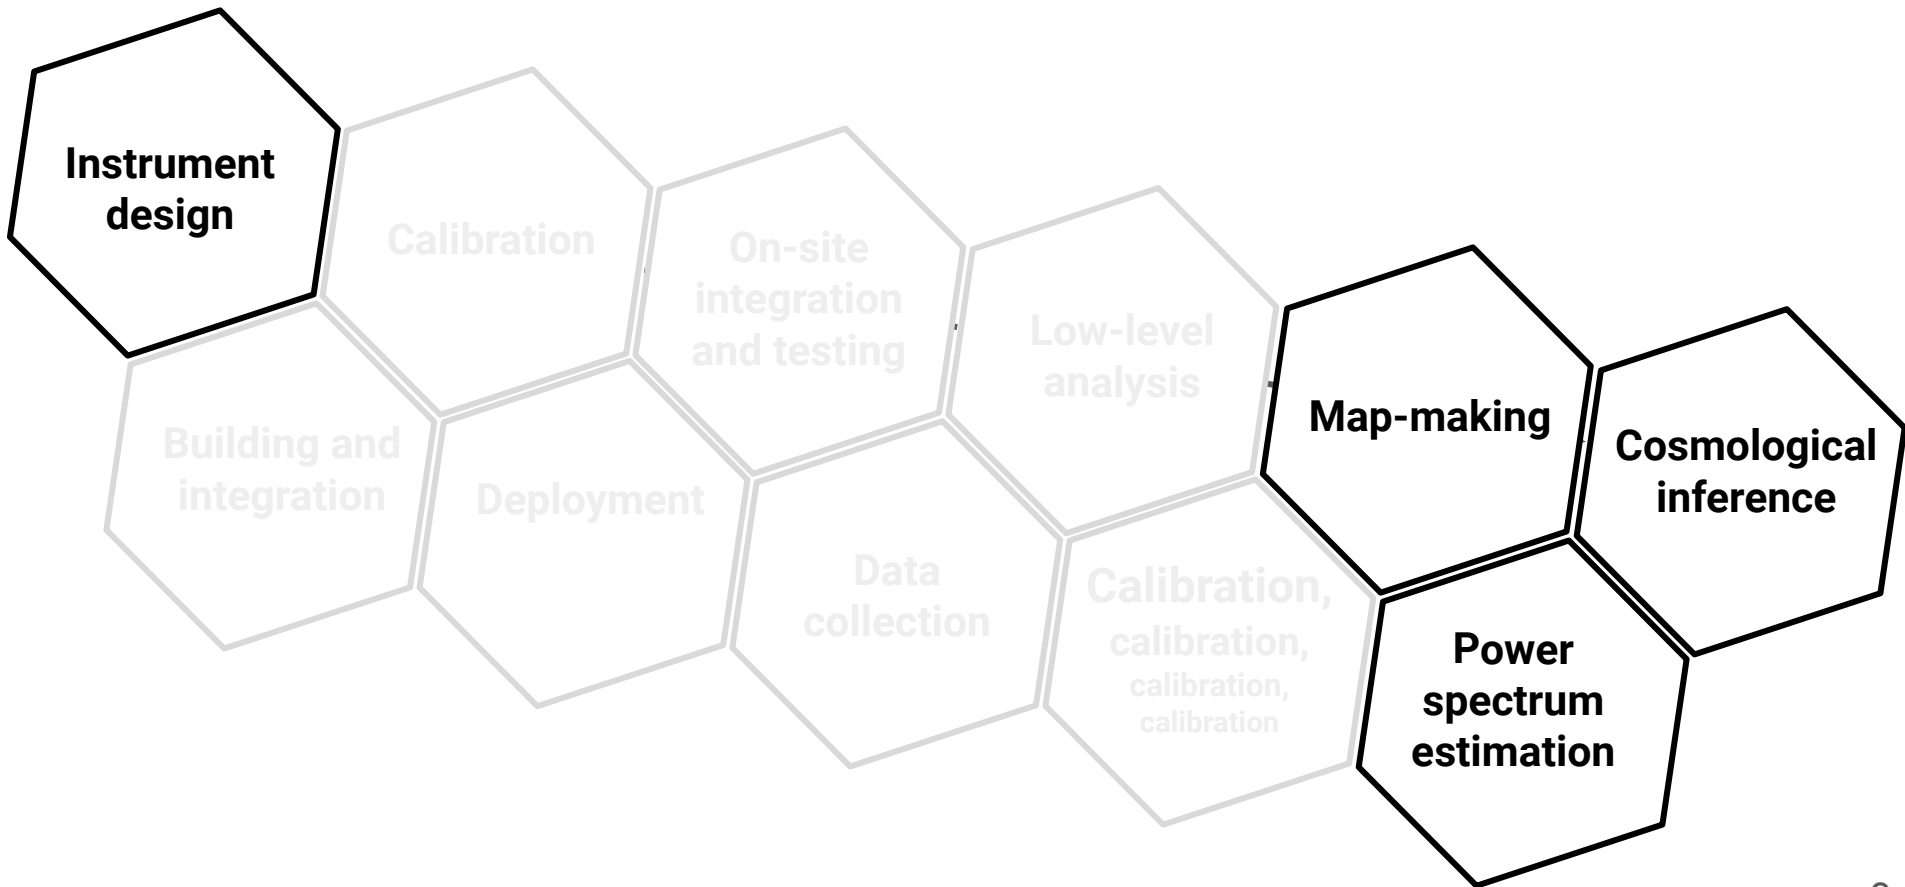 Instrument
design
Calibration
On-site
integration
and testing
Low-level
analysis
Map-making
Cosmological
inference
Building and
integration
Deployment
Data
collection
Calibration,
calibration,
calibration,
calibration
Power
spectrum
estimation